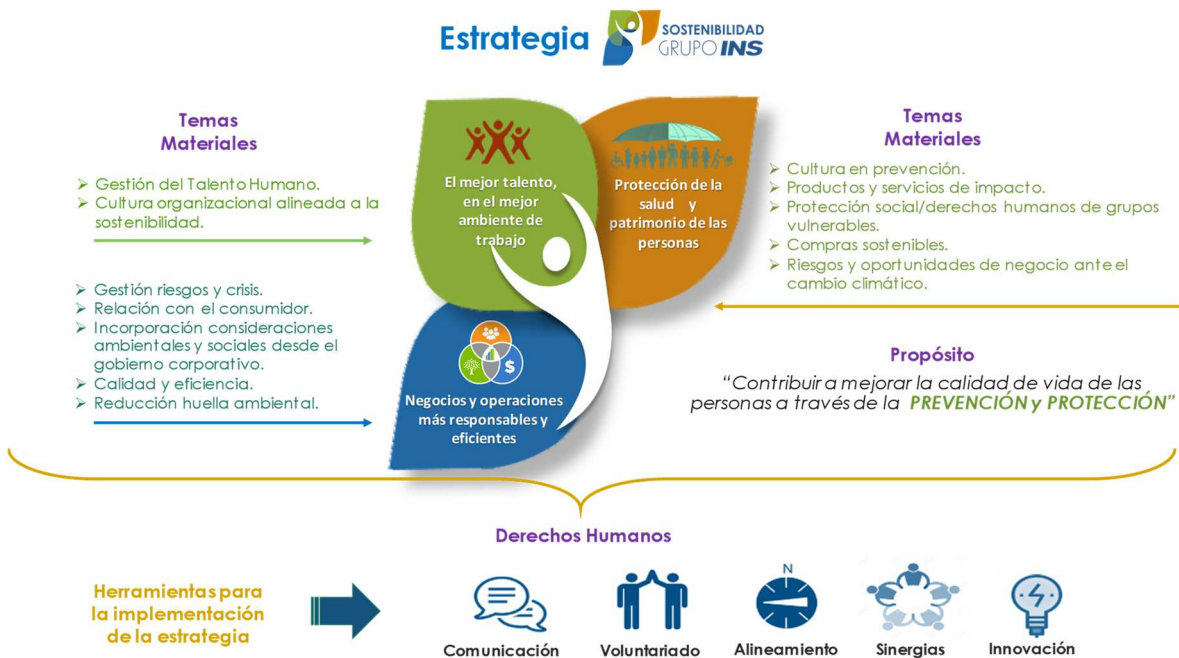 Estrategia
SOSTENIBILIDAD
GRUPO INS
Temas
Materiales
➢ Gestión del Talento Humano.
➢ Cultura organizacional alineada a la
sostenibilidad.
➢ Gestión riesgos y crisis.
➢ Relación con el consumidor.
➢ Incorporación consideraciones
ambientales y sociales desde el
gobierno corporativo.
➢ Calidad y eficiencia.
➢ Reducción huella ambiental.
El mejor talento,
en el mejor
ambiente de
trabajo
Protección de la
salud y
patrimonio de las
personas
$
Negocios y operaciones
más responsables y
eficientes
Temas
Materiales
➢ Cultura en prevención.
➢ Productos y servicios de impacto.
➢ Protección social/derechos humanos de grupos
vulnerables.
➢ Compras sostenibles.
➢ Riesgos y oportunidades de negocio ante el
cambio climático.
Propósito
“Contribuir a mejorar la calidad de vida de las
personas a través de la PREVENCIÓN y PROTECCIÓN”
Derechos Humanos
Herramientas para
la implementación
de la estrategia
N
Comunicación
Voluntariado
Alineamiento
Sinergias
Innovación